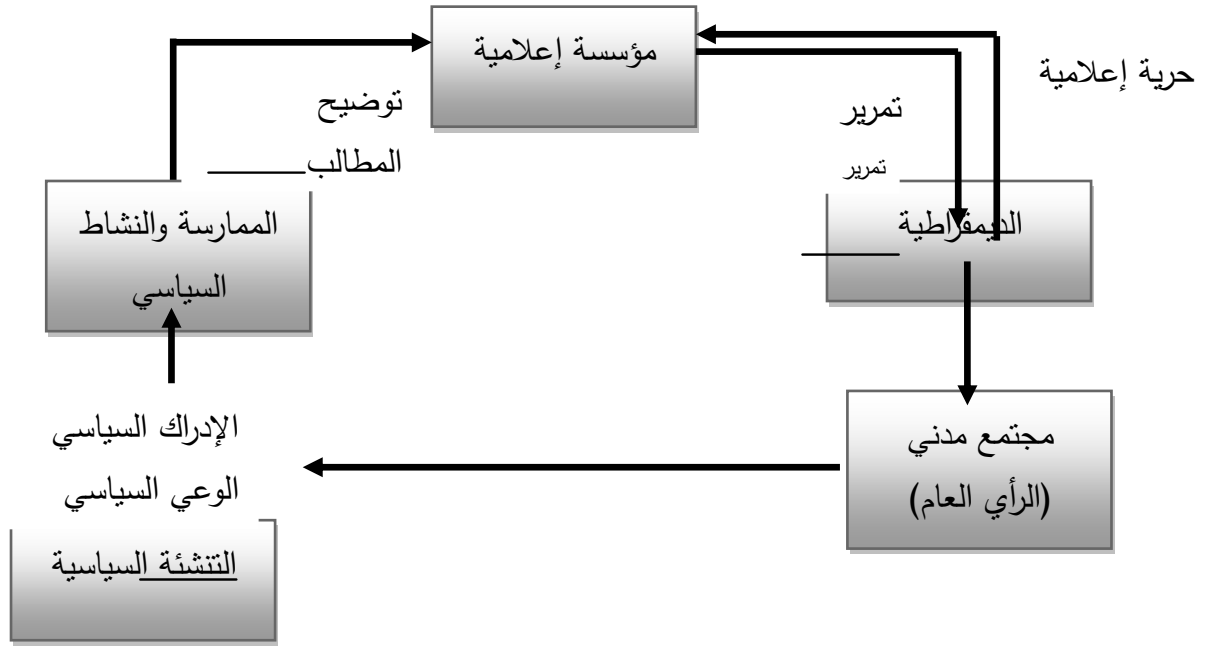 مؤسسة إعلامية
حرية إعلامية
تمرير
تمرير
توضيح
المطالب
الديمقراطية
الممارسة والنشاط
السياسي
مجتمع مدني
(الرأي العام)
الإدراك السياسي
الوعي السياسي
التنشئة السياسية